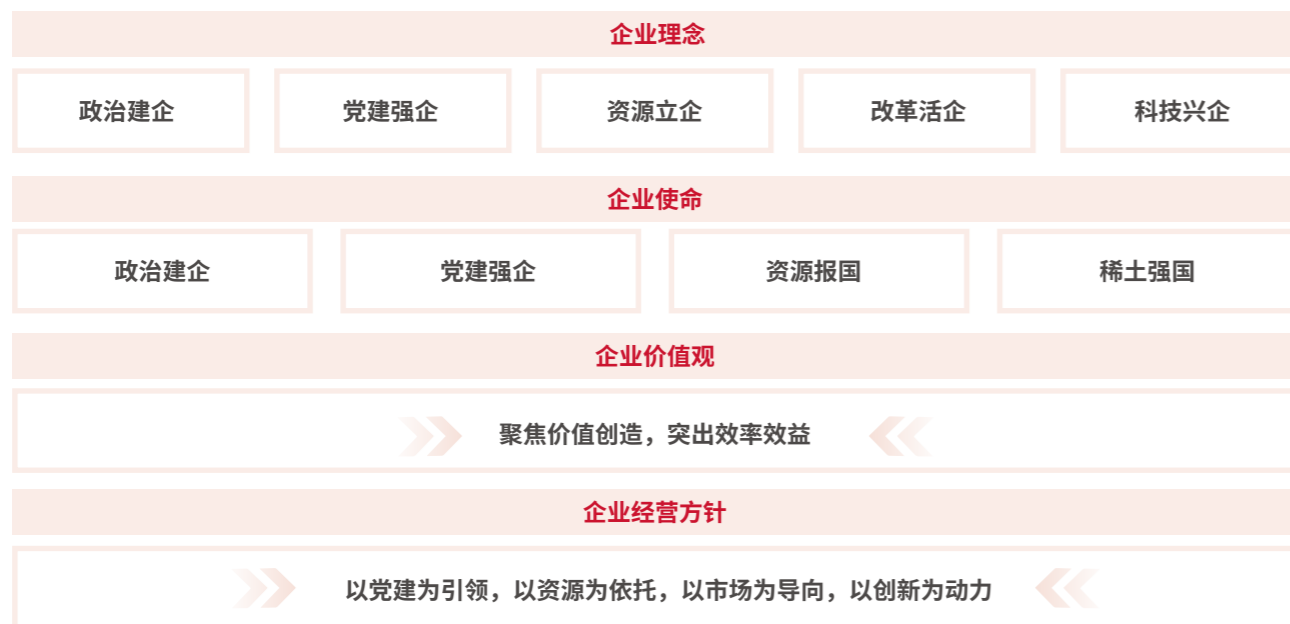 企业理念
政治建企 党建强企 资源立企 改革活企 科技兴企
企业使命
政治建企 党建强企 资源报国 稀土强国
企业价值观
聚焦价值创造，突出效率效益
企业经营方针
以党建为引领，以资源为依托，以市场为导向，以创新为动力